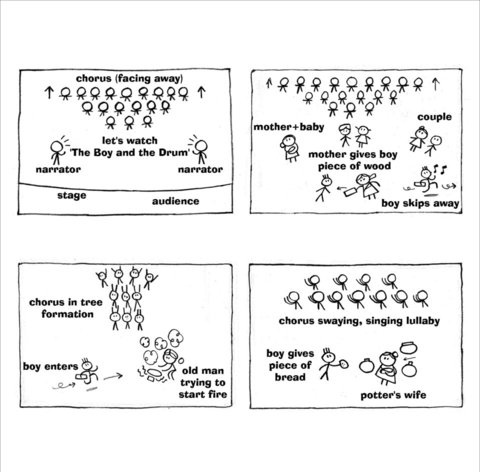 chorus (facing away)
let's watch
'The Boy and the Drum'
narrator
narrator
stage
audience
mother+baby
couple
mother gives boy
piece of wood
boy skips away
chorus in tree
formation
boy enters
old man
trying to
start fire
chorus swaying, singing lullaby
boy gives
piece of
bread
potter's wife